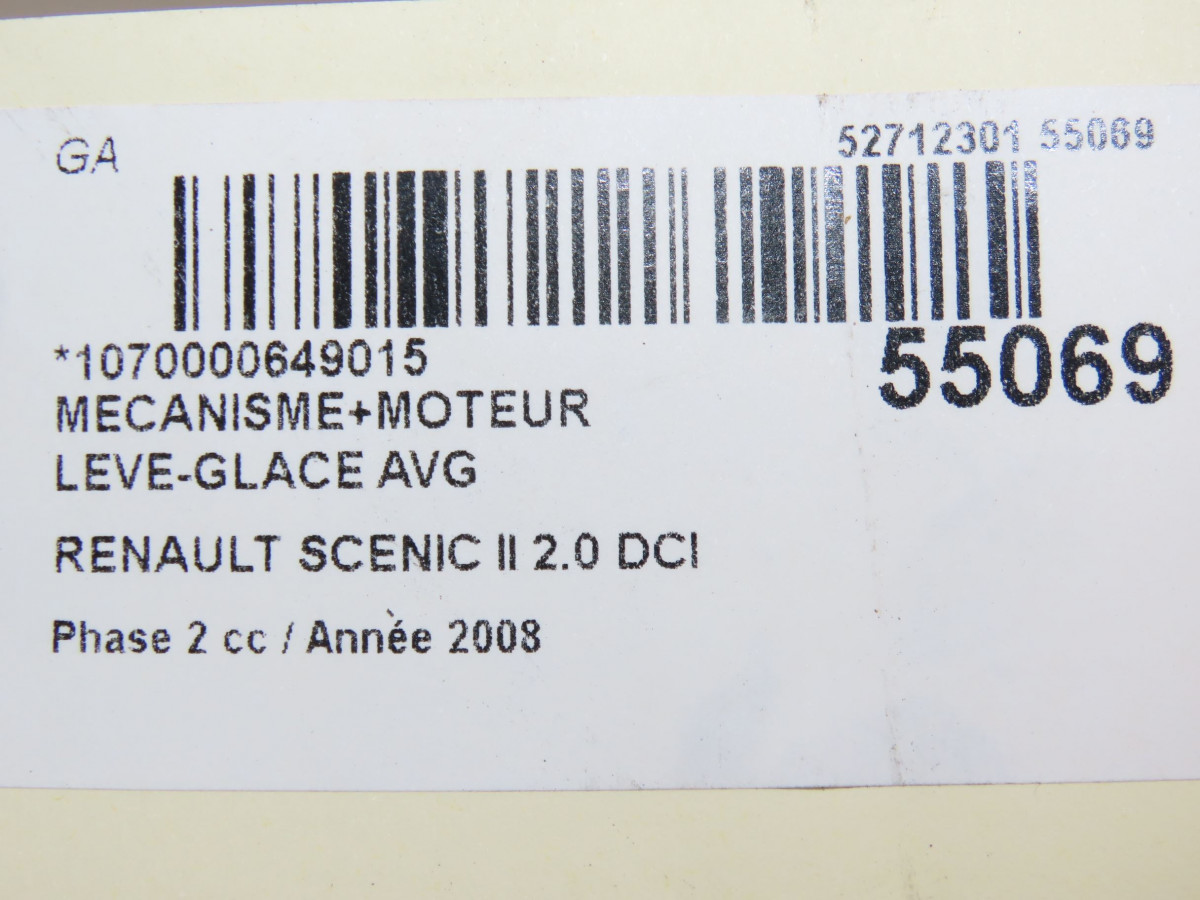 GA
52712301 55069
*1070000649015
55069
MECANISME+MOTEUR
LEVE-GLACE AVG
RENAULT SCENIC II 2.0 DCI
Phase 2 cc / Année 2008